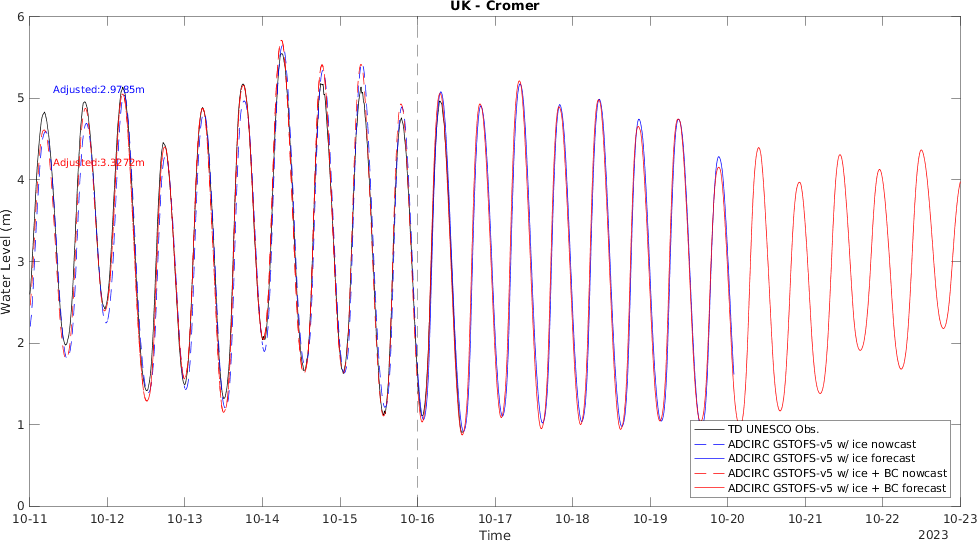 UK - Cromer
6
5
4
3
2
1
0
Water Level (m)
Adjusted:2.9785m
Adjusted:3.3272m
TD UNESCO Obs.
ADCIRC GSTOFS-v5 w/ ice nowcast
ADCIRC GSTOFS-v5 w/ ice forecast
ADCIRC GSTOFS-v5 w/ ice + BC nowcast
ADCIRC GSTOFS-v5 w/ ice + BC forecast
10-11 10-12 10-13 10-14 10-15 10-16 10-17 10-18 10-19 10-20 10-21 10-22 10-23
Time
2023